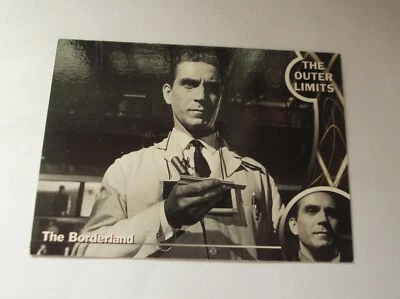 THE
OUTER
LIMITS
The Borderland